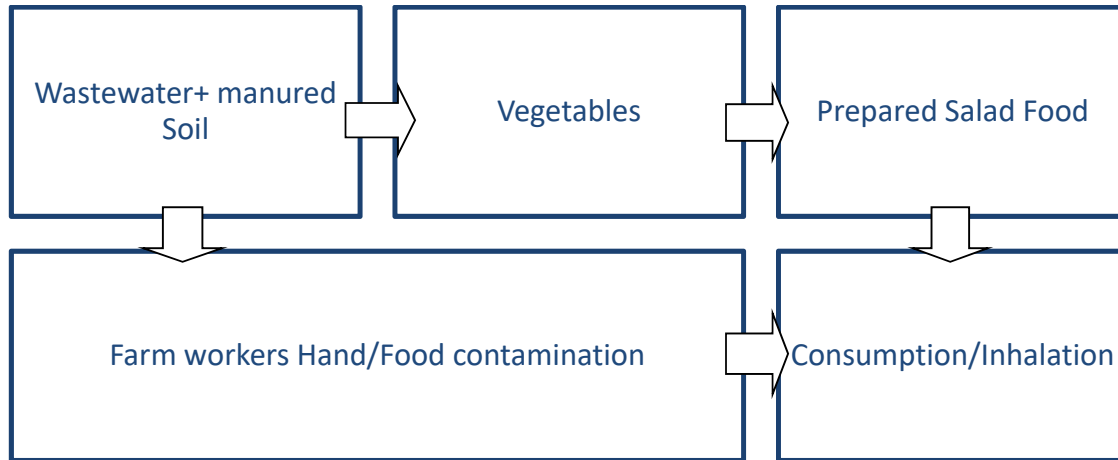 Wastewater+ manured
Soil
Vegetables
Prepared Salad Food
Farm workers Hand/Food contamination
Consumption/Inhalation